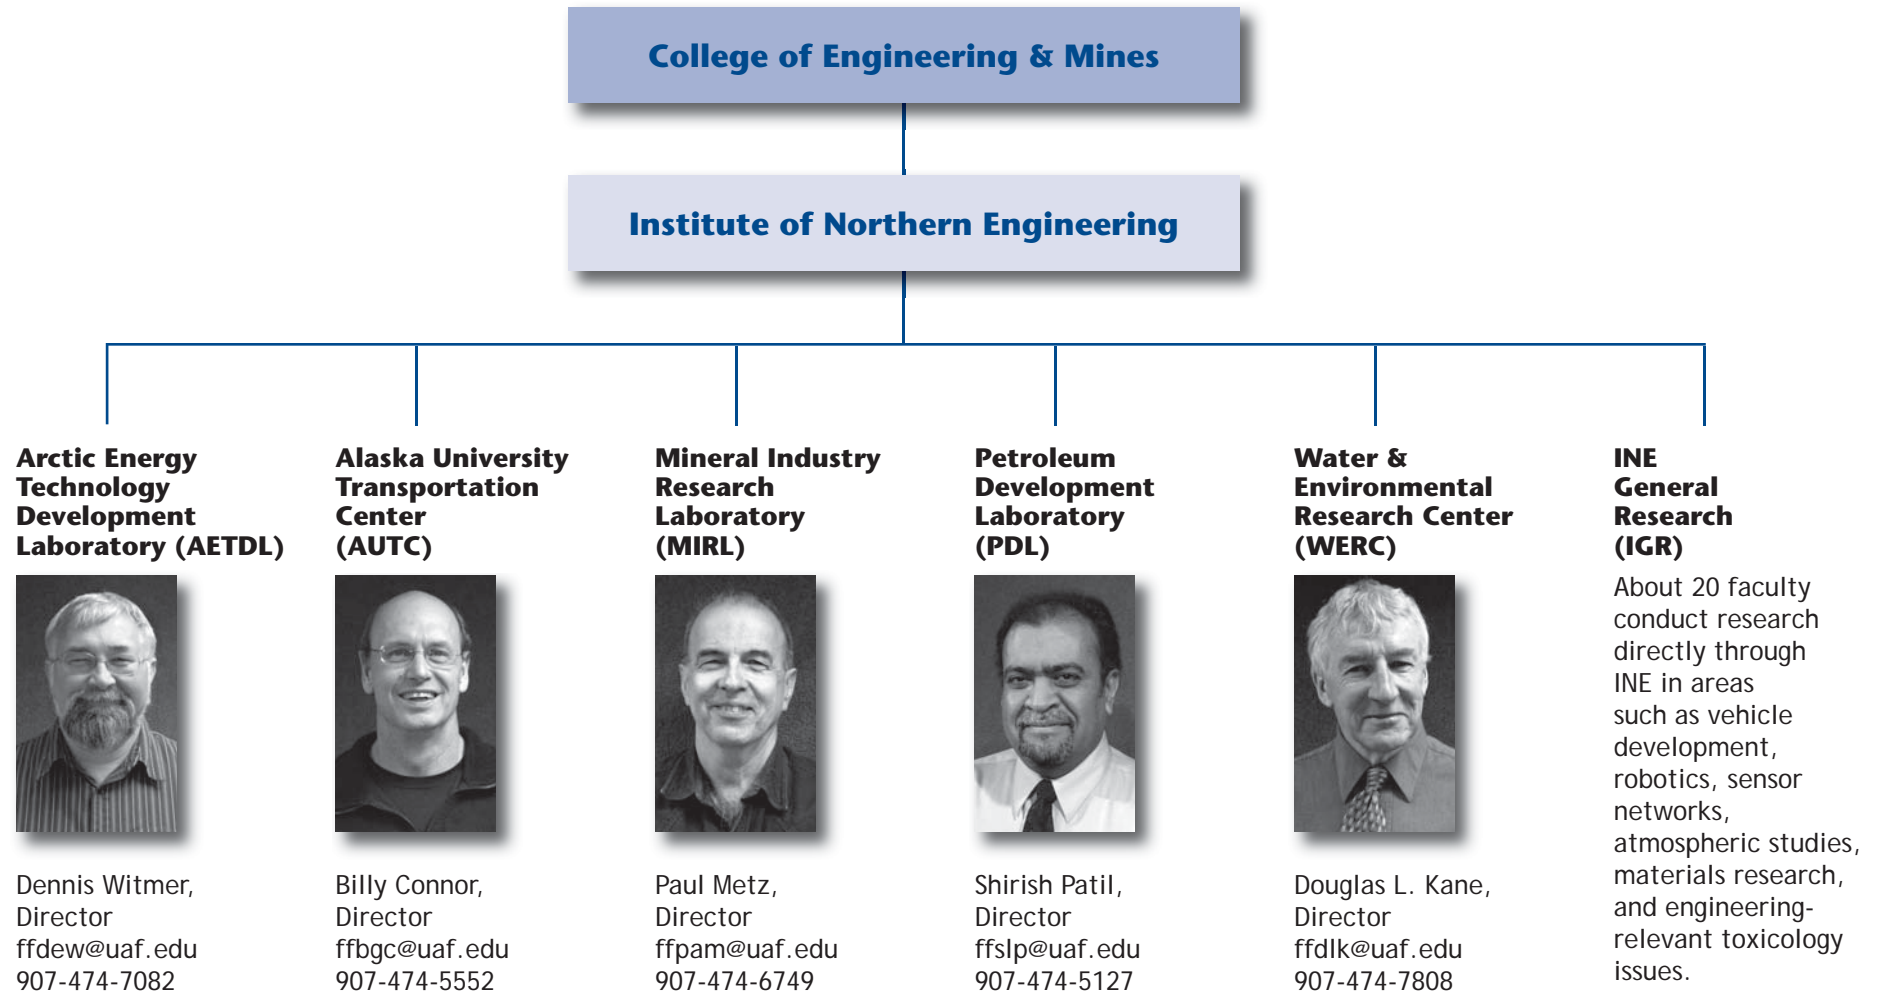 College of Engineering & Mines
Institute of Northern Engineering
Arctic Energy
Technology
Development
Laboratory (AETDL)
Dennis Witmer,
Director
ffdew@uaf.edu
907-474-7082
Alaska University
Transportation
Center
(AUTC)
Billy Connor,
Director
ffbgc@uaf.edu
907-474-5552
Mineral Industry
Research
Laboratory
(MIRL)
Paul Metz,
Director
ffpam@uaf.edu
907-474-6749
Petroleum
Development
Laboratory
(PDL)
Shirish Patil,
Director
ffslp@uaf.edu
907-474-5127
Water &
Environmental
Research Center
(WERC)
Douglas L. Kane,
Director
ffdlk@uaf.edu
907-474-7808
INE
General
Research
(IGR)
About 20 faculty
conduct research
directly through
INE in areas
such as vehicle
development,
robotics, sensor
networks,
atmospheric studies,
materials research,
and engineering-
relevant toxicology
issues.